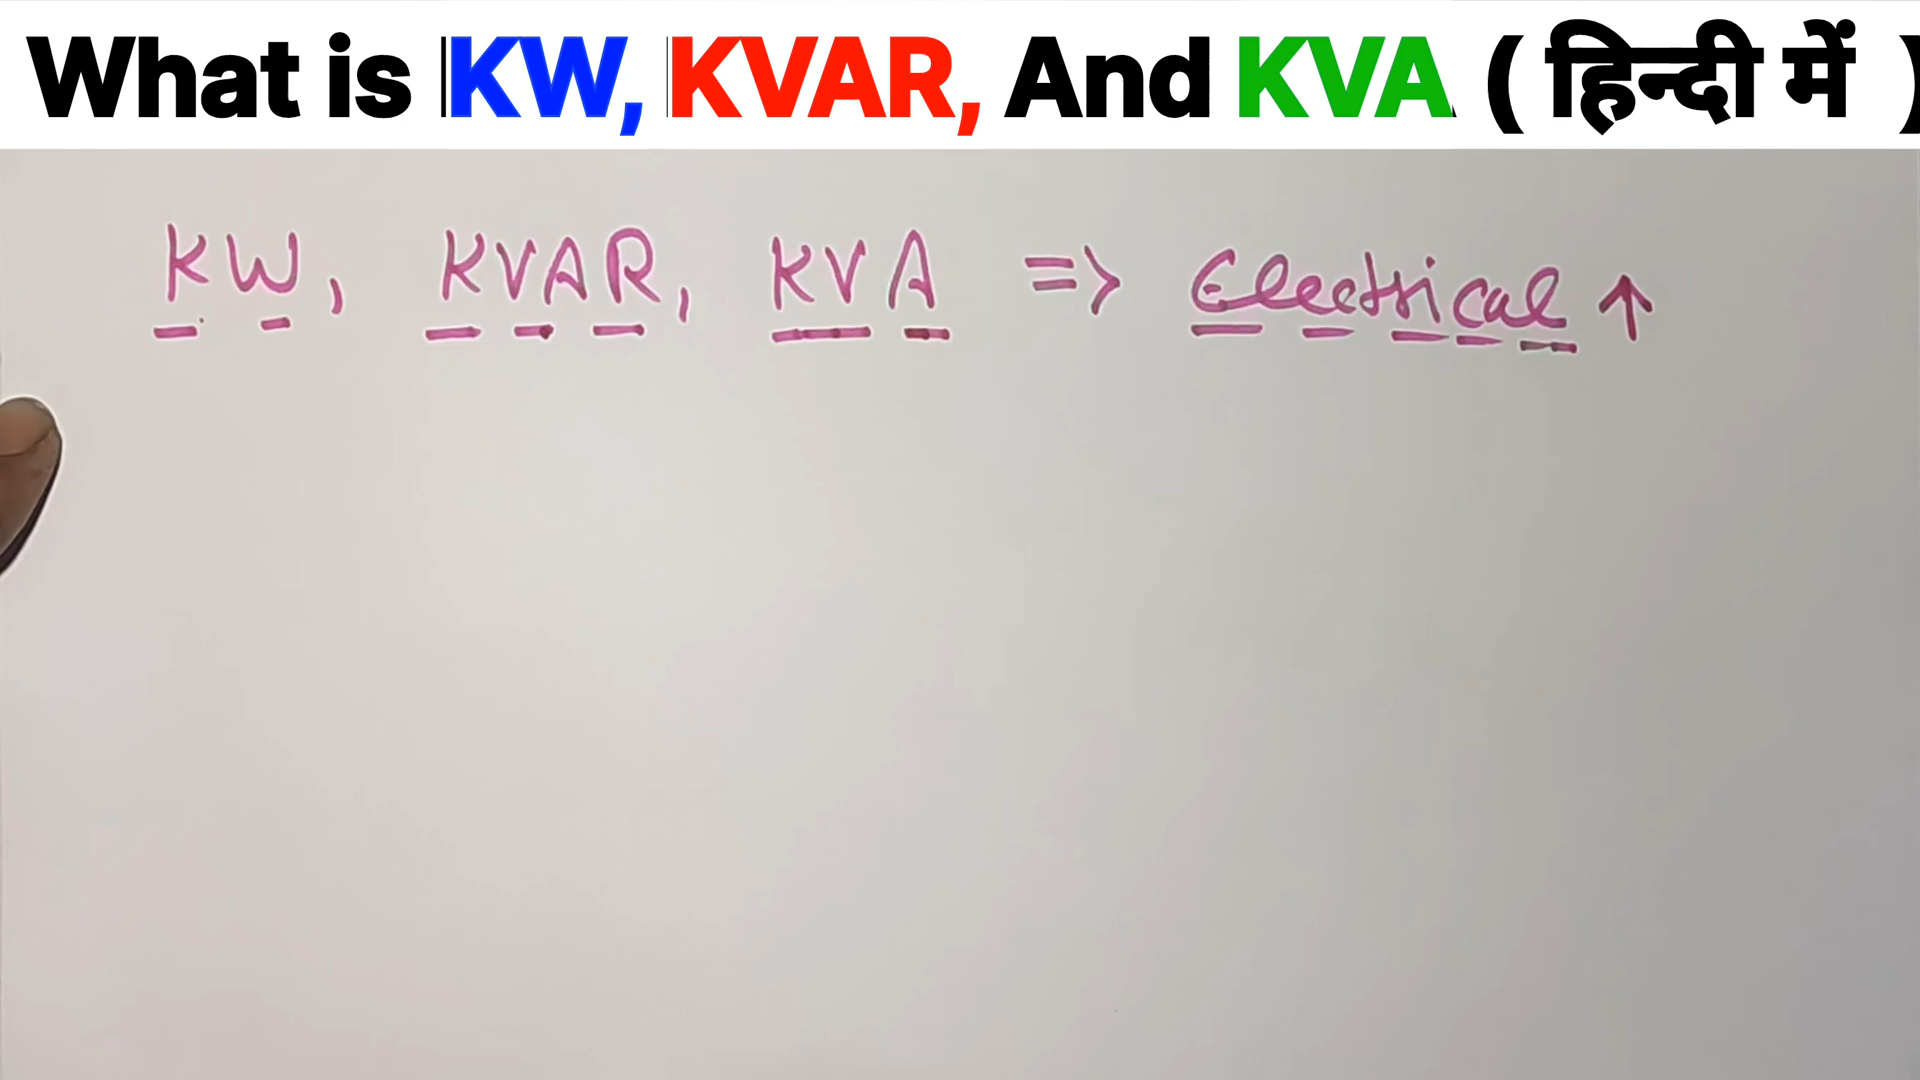 What is KW, KVAR, And KVA ( हिन्दी में )
KW, KVAR, KVA => Electrical ↑